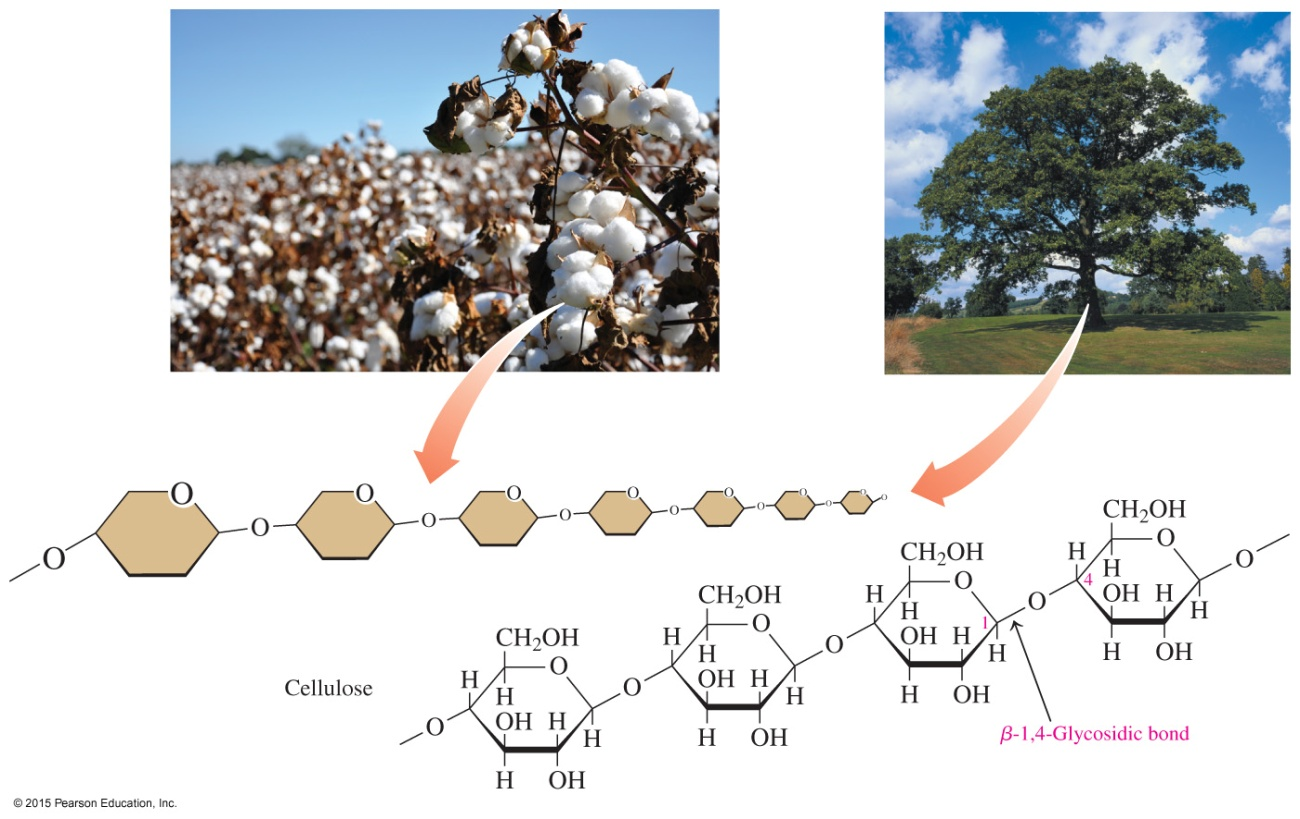 O O O O O O O O
O O O O O O O
Cellulose
CH₂OH
H O
H
OH H
O H
H OH
O
CH₂OH
H O
H
OH H
H
H OH
O
CH₂OH
H O
H
OH H 1
H
H OH
O
CH₂OH
H O
4 H
OH H
H
H OH
O
β-1,4-Glycosidic bond
© 2015 Pearson Education, Inc.